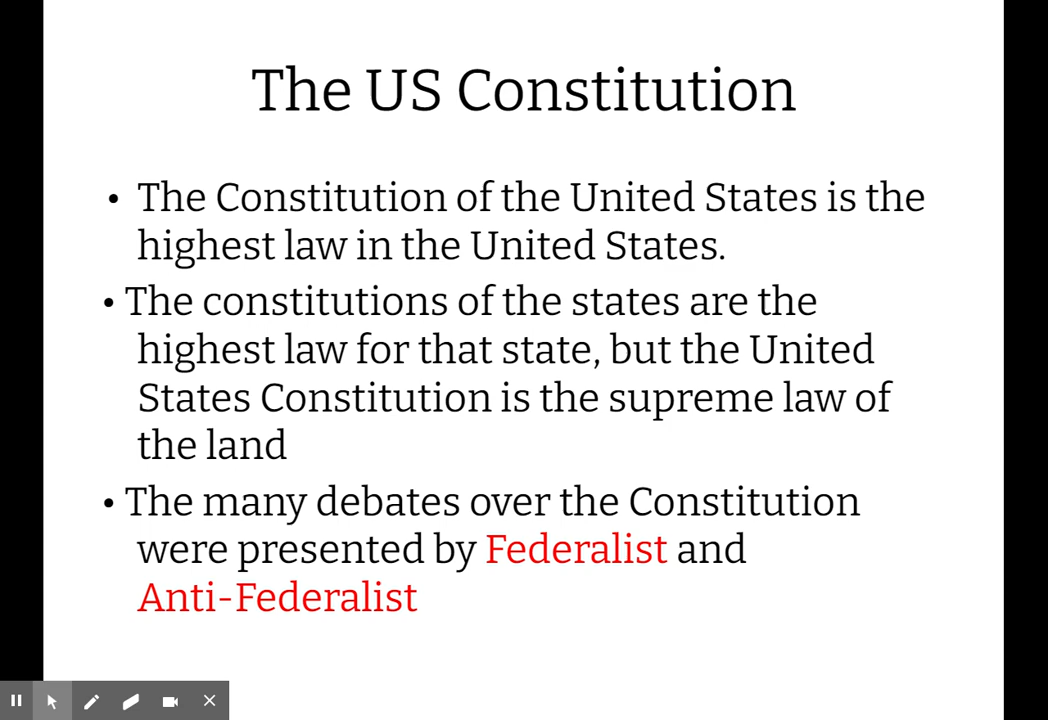 The US Constitution
• The Constitution of the United States is the
highest law in the United States.
• The constitutions of the states are the
highest law for that state, but the United
States Constitution is the supreme law of
the land
• The many debates over the Constitution
were presented by Federalist and
Anti-Federalist